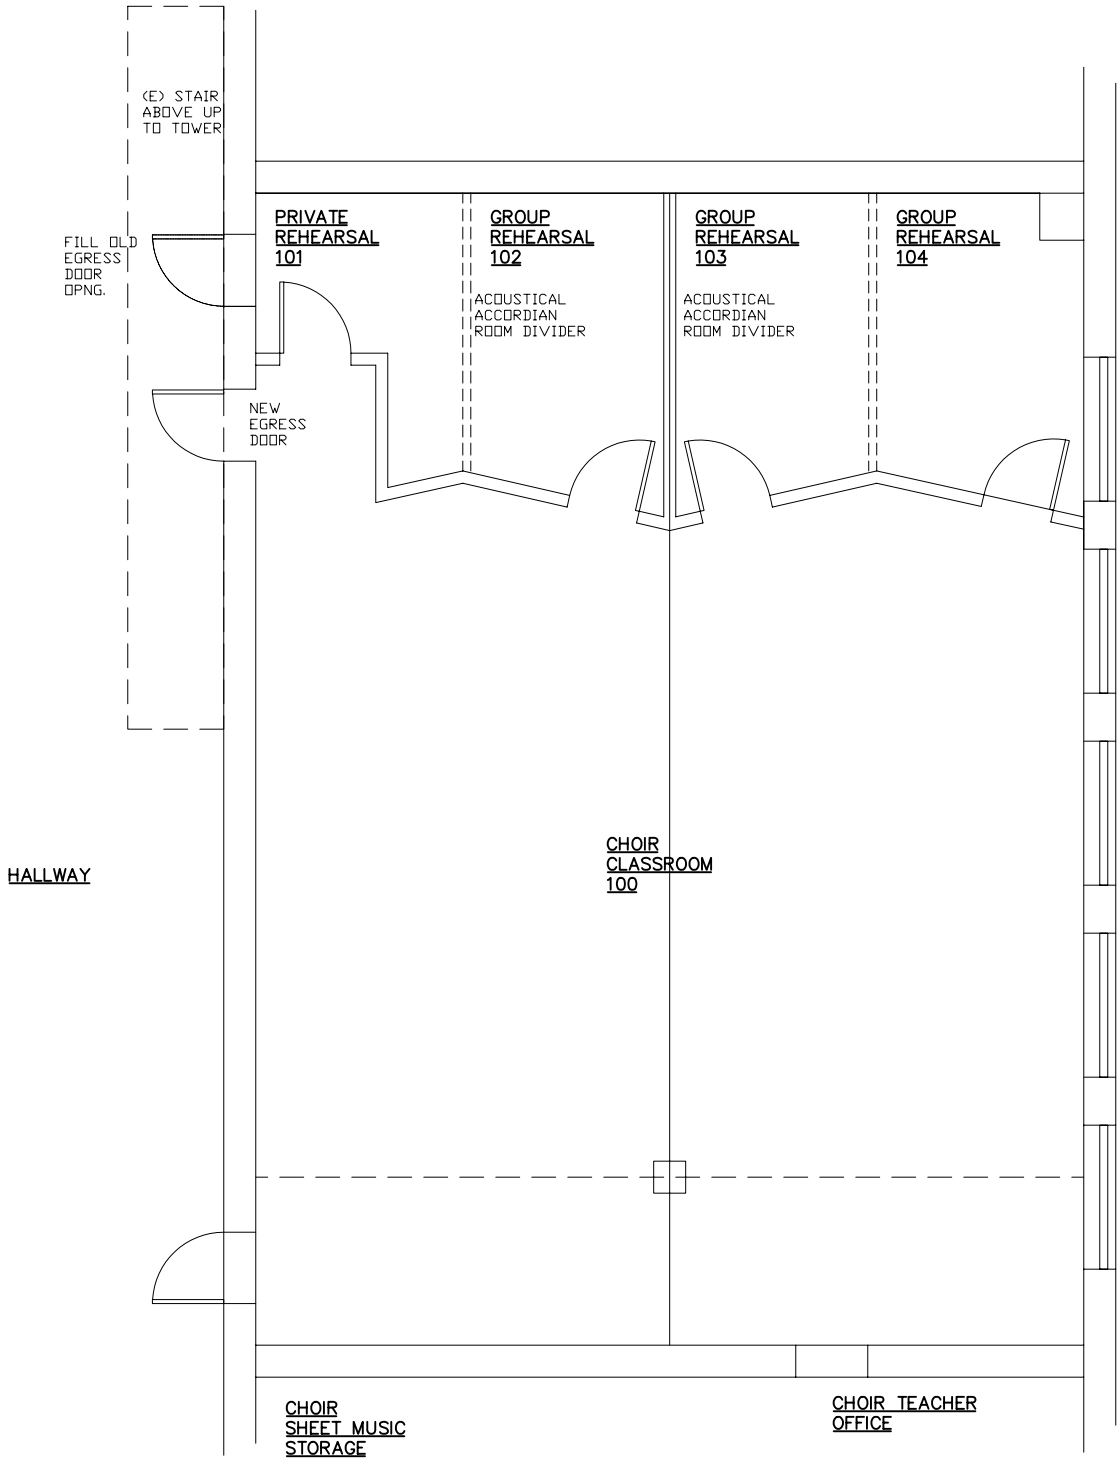 (E) STAIR
ABOVE UP
TO TOWER
FILL OLD
EGRESS
DOOR
OPNG.
PRIVATE
REHEARSAL
101
GROUP
REHEARSAL
102
GROUP
REHEARSAL
103
GROUP
REHEARSAL
104
ACOUSTICAL
ACCORDIAN
ROOM DIVIDER
ACOUSTICAL
ACCORDIAN
ROOM DIVIDER
NEW
EGRESS
DOOR
HALLWAY
CHOIR
CLASSROOM
100
CHOIR
SHEET MUSIC
STORAGE
CHOIR TEACHER
OFFICE